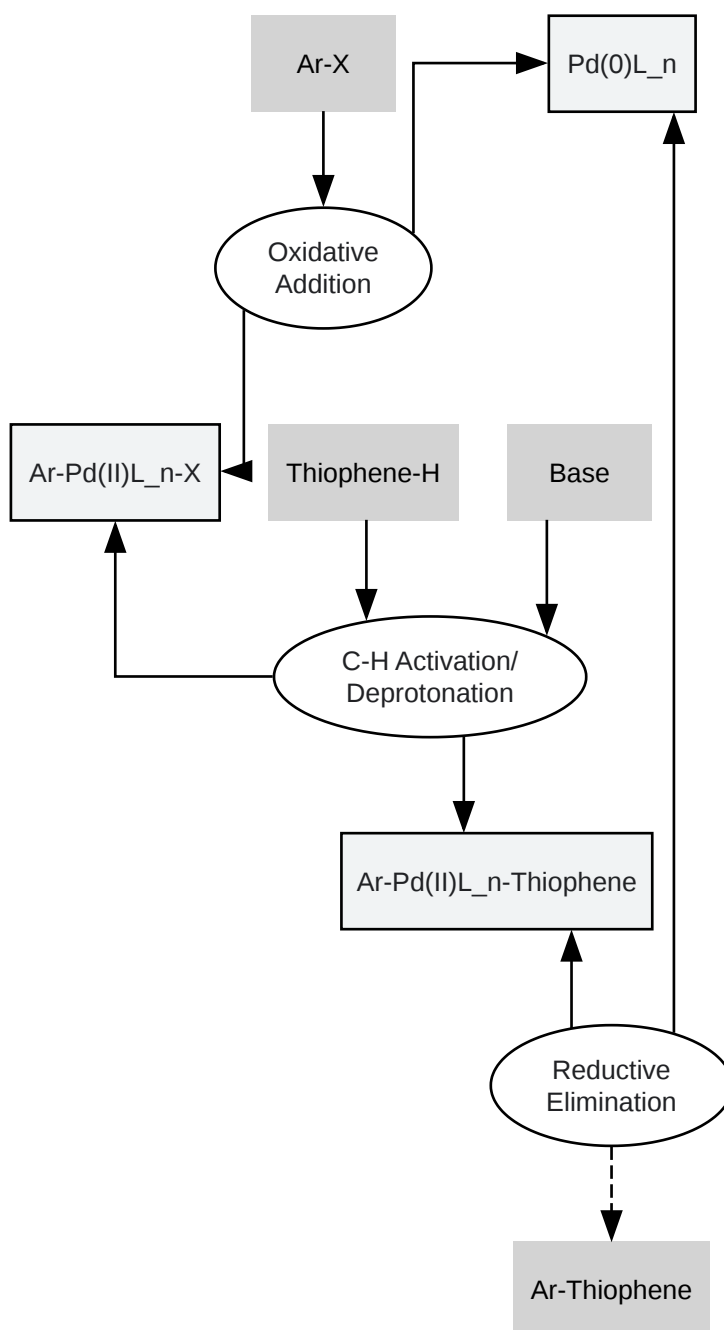 Ar-X
Pd(0)L_n
Oxidative
Addition
Ar-Pd(II)L_n-X
Thiophene-H
Base
C-H Activation/
Deprotonation
Ar-Pd(II)L_n-Thiophene
Reductive
Elimination
Ar-Thiophene